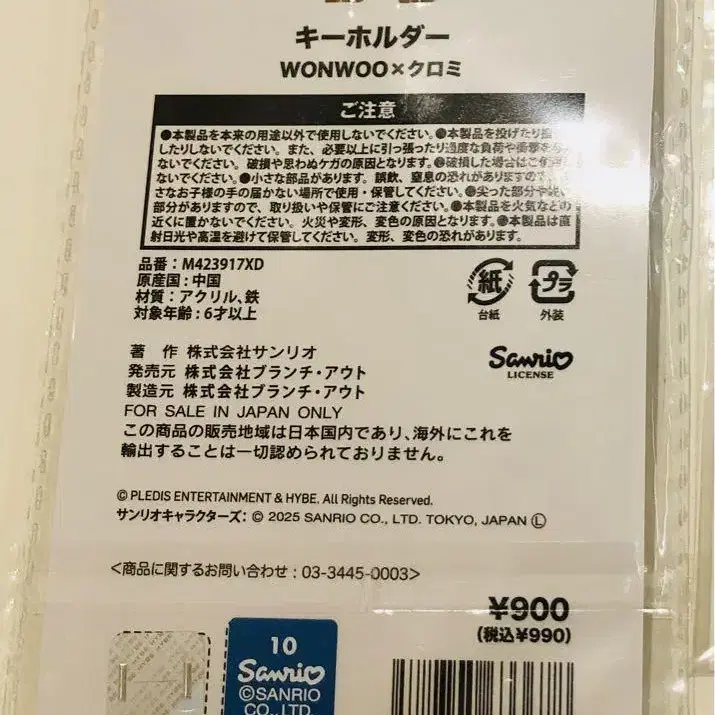 キーホルダー
WONWOO×クロミ
ご注意
●本製品を本来の用途以外で使用しないでください。●本製品を投げたり
したりしないでください。また、必要以上に引っ張ったり過度な負荷や衝撃を
ないでください。破損や思わぬケガの原因となります。●破損した場合はご使用
ないでください。●小さな部品があります。誤飲、窒息の恐れがありますので、
さなお子様の手の届かない場所で使用・保管してください。●尖った部分や
部分がありますので、取り扱いや保管にご注意ください。●本製品を火気などの
近くに置かないでください。火災や変形、変色の原因となります。●本製品は直
射日光や高温を避けて保管してください。変形、変色の恐れがあります。
品番：M423917XD
原産国：中国
材質：アクリル、鉄
対象年齢：6才以上
紙
台紙
プラ
外装
著 作 株式会社サンリオ
発売元 株式会社ブランチ・アウト
製造元 株式会社ブランチ・アウト
Sanrio
LICENSE
FOR SALE IN JAPAN ONLY
この商品の販売地域は日本国内であり、海外にこれを
輸出することは一切認められておりません。
© PLEDIS ENTERTAINMENT & HYBE. All Rights Reserved.
サンリオキャラクターズ：© 2025 SANRIO CO., LTD. TOKYO, JAPAN Ⓛ
<商品に関するお問い合わせ：03-3445-0003>
¥900
(税込¥990)
10
Sanrio
©SANRIO
CO., LTD.